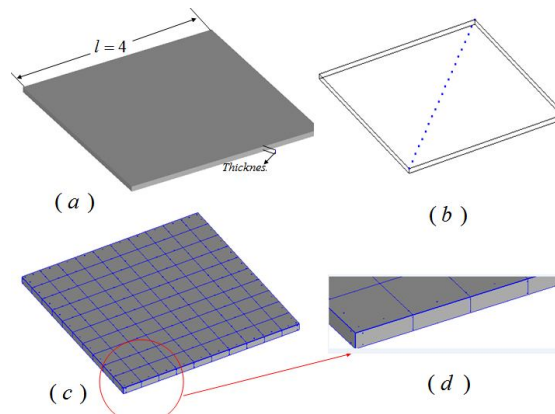 l = 4
Thicknes.
( a )
( b )
( c )
( d )